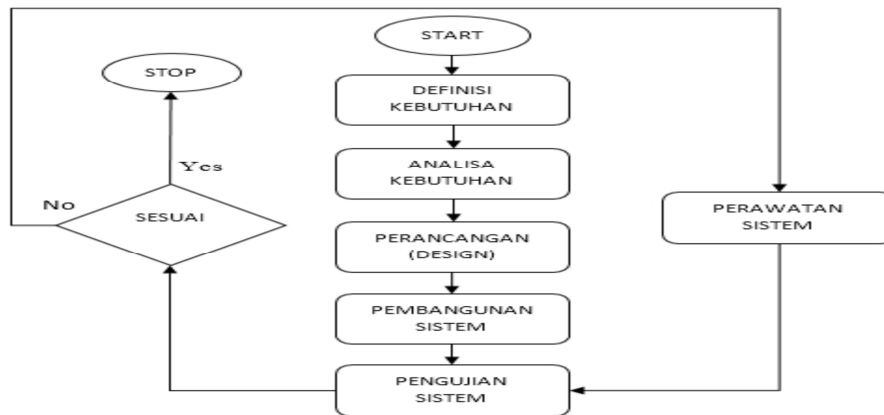 START
STOP
DEFINISI
KEBUTUHAN
Yes
ANALISA
KEBUTUHAN
No
SESUAI
PERAWATAN
SISTEM
PERANCANGAN
(DESIGN)
PEMBANGUNAN
SISTEM
PENGUJIAN
SISTEM